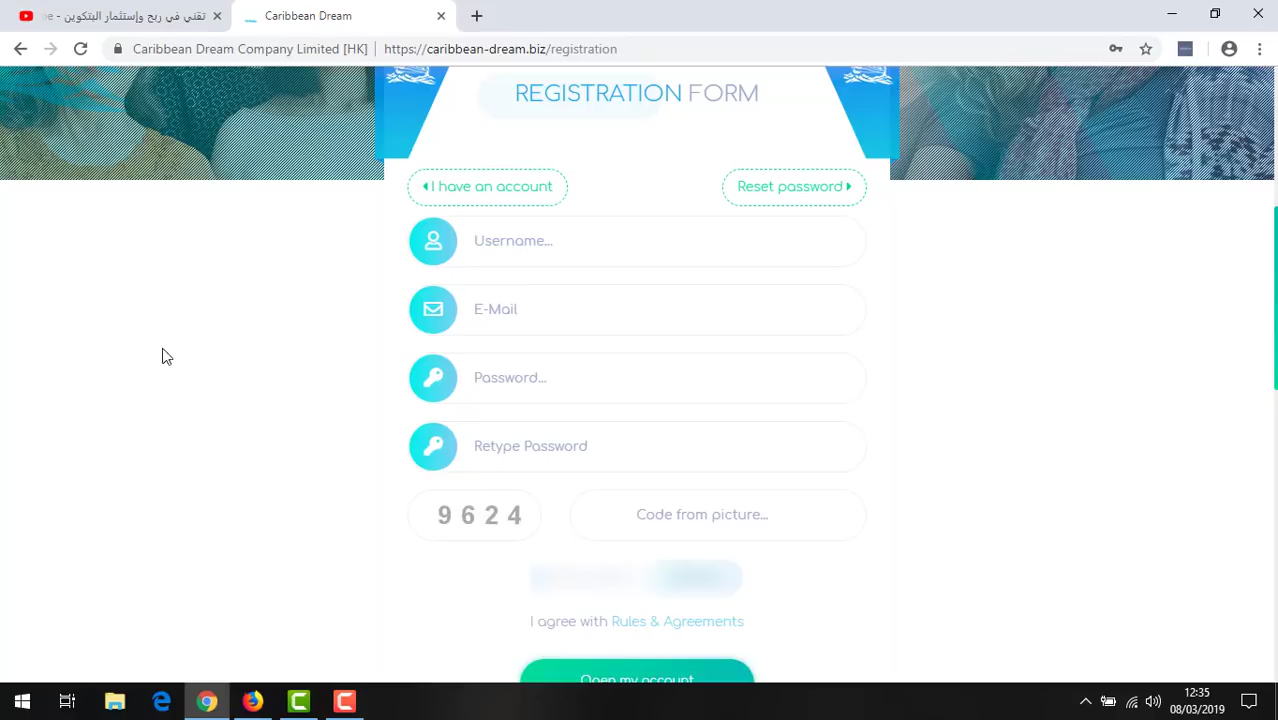 تقني في ربح وإستثمار البتكوين - be
Caribbean Dream
Caribbean Dream Company Limited [HK]
https://caribbean-dream.biz/registration
REGISTRATION FORM
I have an account
Reset password
Username...
E-Mail
Password...
Retype Password
9624
Code from picture...
I agree with Rules & Agreements
Open my account
12:35
08/03/2019